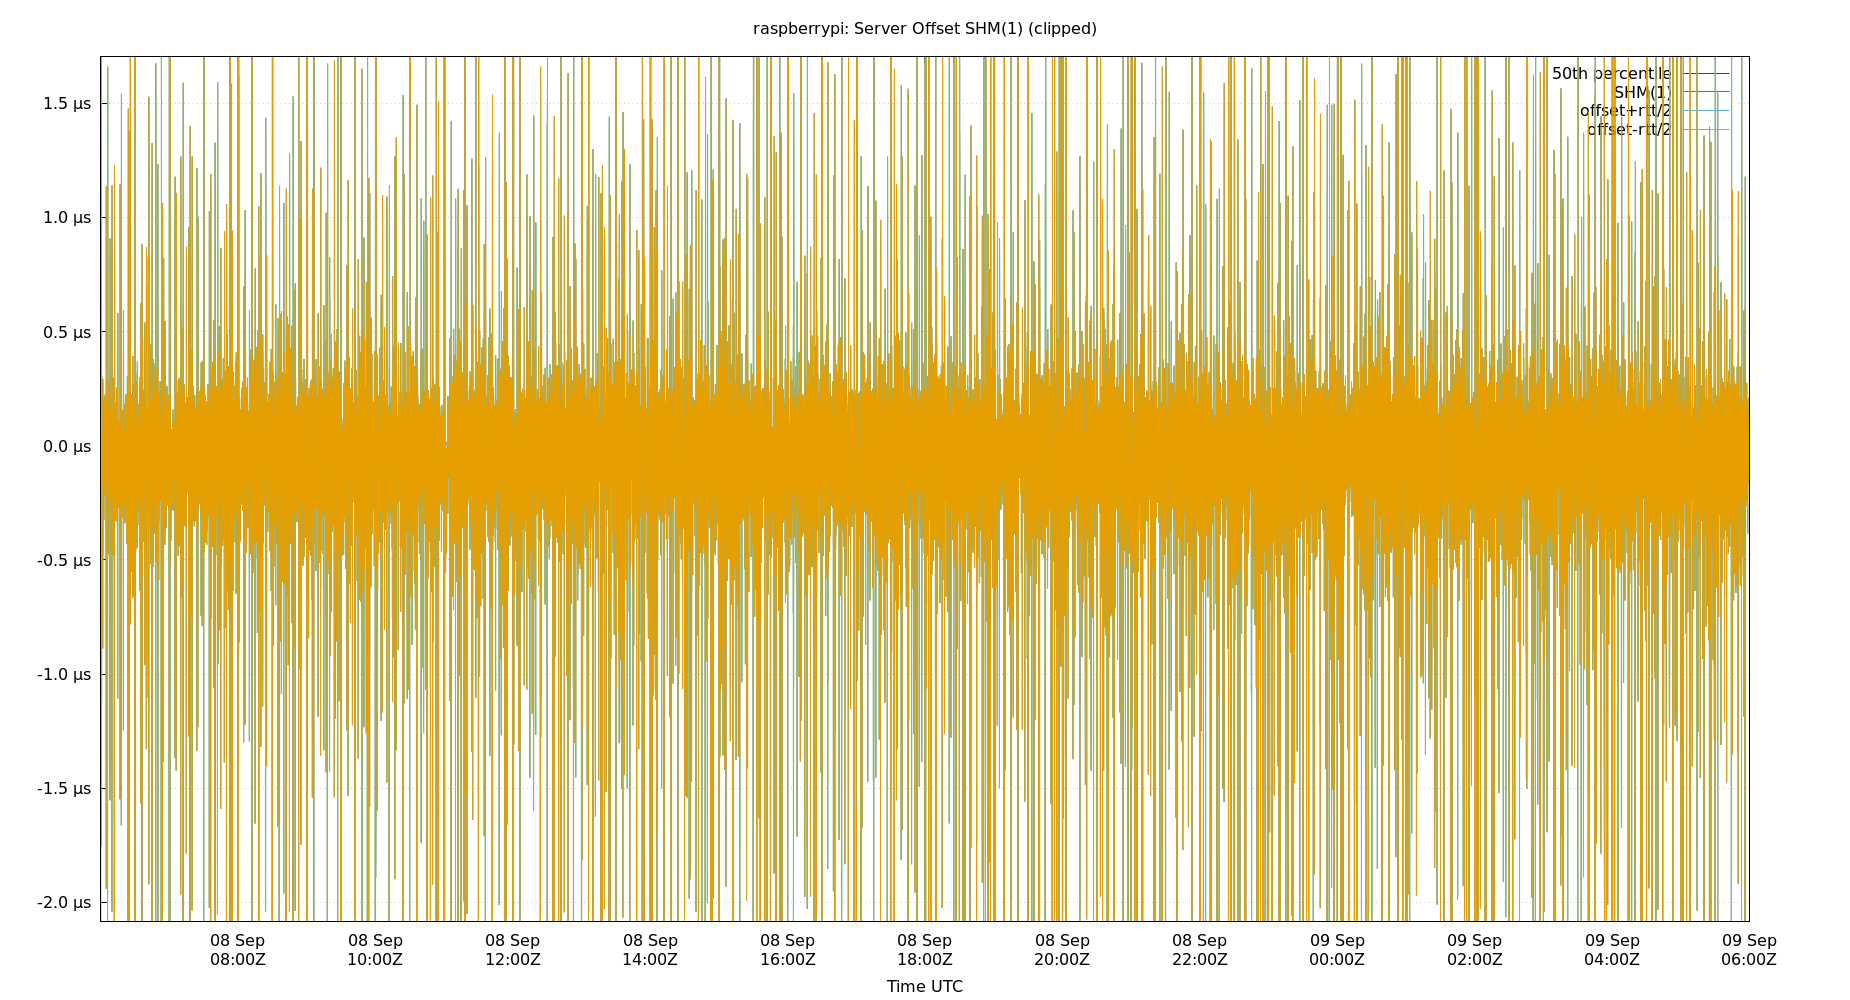 raspberrypi: Server Offset SHM(1) (clipped)
50th percentile
SHM(1)
offset+rtt/2
offset-rtt/2
1.5 µs
1.0 µs
0.5 µs
0.0 µs
-0.5 µs
-1.0 µs
-1.5 µs
-2.0 µs
08 Sep 08 Sep 08 Sep 08 Sep 08 Sep 08 Sep 08 Sep 08 Sep 09 Sep 09 Sep 09 Sep 09 Sep
08:00Z 10:00Z 12:00Z 14:00Z 16:00Z 18:00Z 20:00Z 22:00Z 00:00Z 02:00Z 04:00Z 06:00Z
Time UTC